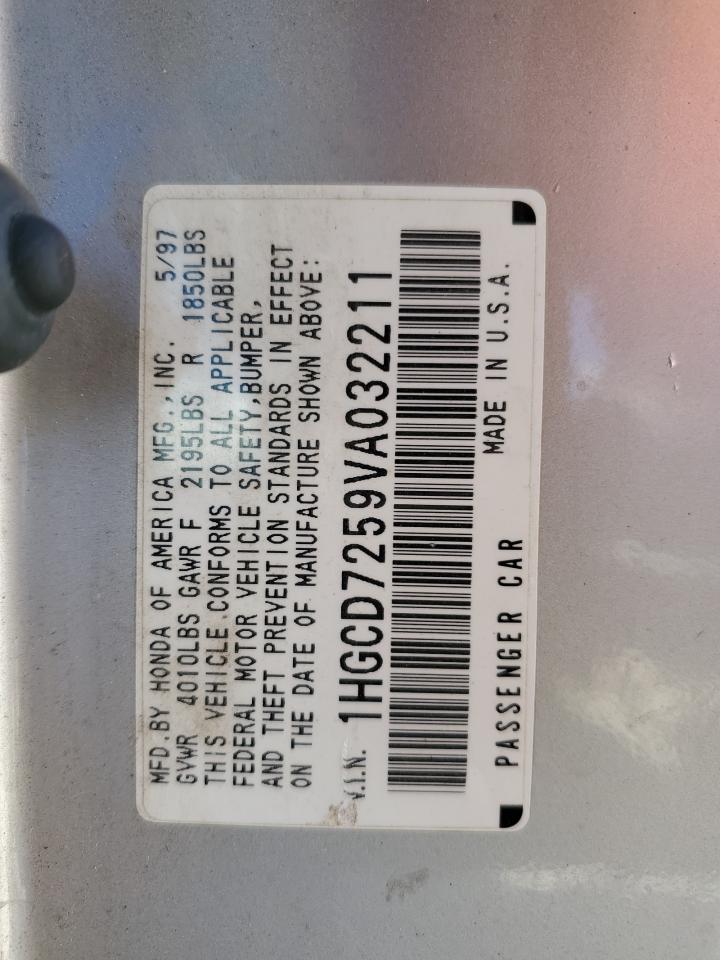 MFD.BY HONDA OF AMERICA MFG.,INC. 5/97
GVWR 4010LBS GAWR F 2195LBS R 1850LBS
THIS VEHICLE CONFORMS TO ALL APPLICABLE
FEDERAL MOTOR VEHICLE SAFETY,BUMPER,
AND THEFT PREVENTION STANDARDS IN EFFECT
ON THE DATE OF MANUFACTURE SHOWN ABOVE:
V.I.N. 1HGCD7259VA032211
PASSENGER CAR MADE IN U.S.A.